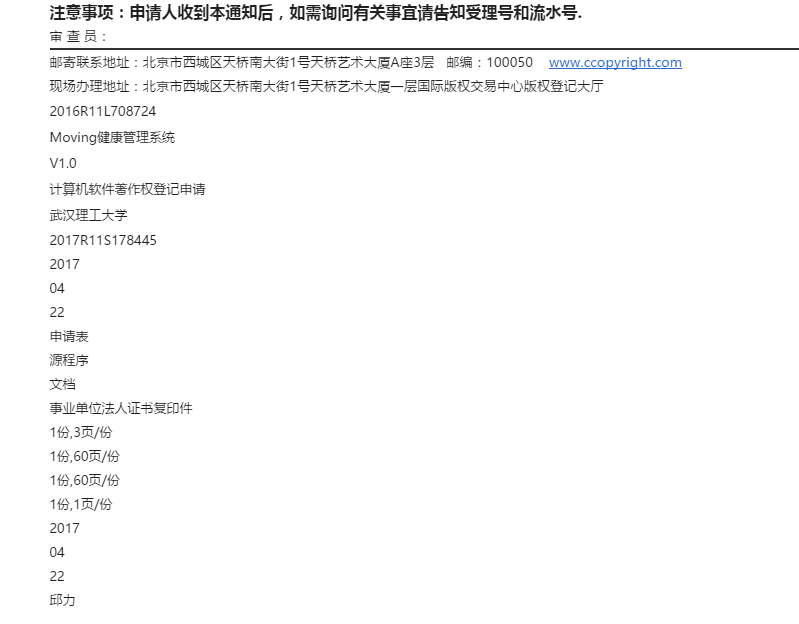 注意事项：申请人收到本通知后，如需询问有关事宜请告知受理号和流水号.
审 查 员：
邮寄联系地址：北京市西城区天桥南大街1号天桥艺术大厦A座3层 邮编：100050 www.ccopyright.com
现场办理地址：北京市西城区天桥南大街1号天桥艺术大厦一层国际版权交易中心版权登记大厅
2016R11L708724
Moving健康管理系统
V1.0
计算机软件著作权登记申请
武汉理工大学
2017R11S178445
2017
04
22
申请表
源程序
文档
事业单位法人证书复印件
1份,3页/份
1份,60页/份
1份,60页/份
1份,1页/份
2017
04
22
邱力